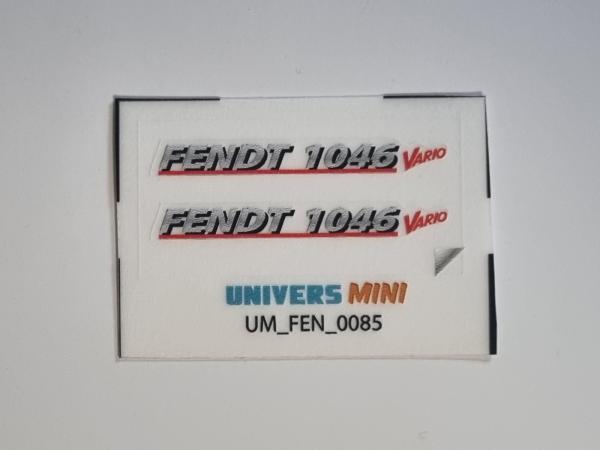 FENDT 1046 VARIO
FENDT 1046 VARIO
UNIVERS MINI
UM_FEN_0085